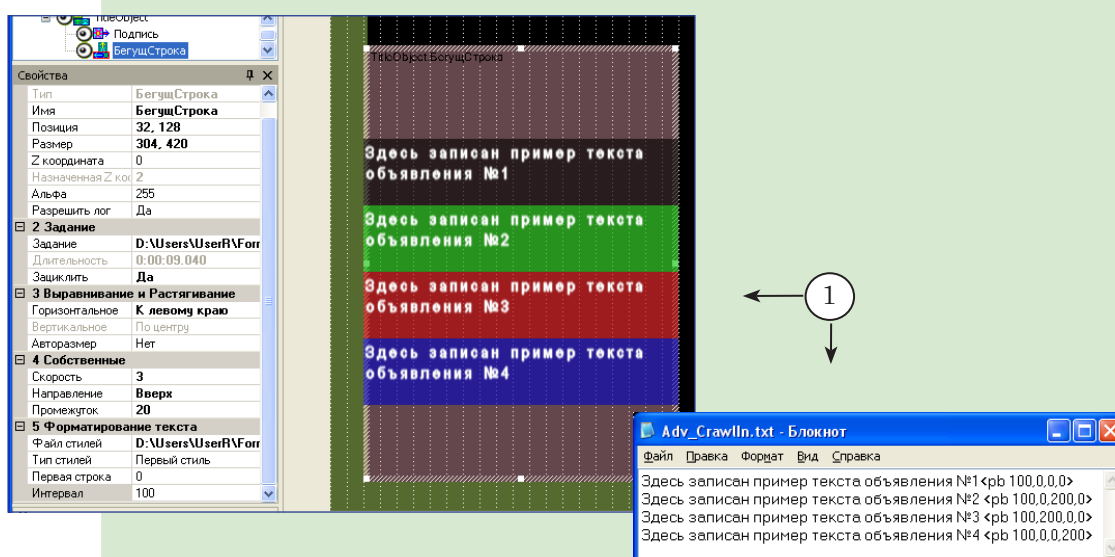 TitleObject
Подпись
БегущСтрока
Свойства
Тип БегущСтрока
Имя БегущСтрока
Позиция 32, 128
Размер 304, 420
Z координата 0
Назначенная Z коо 2
Альфа 255
Разрешить лог Да
2 Задание
Задание D:\Users\UserR\Forr
Длительность 0:00:09.040
Зациклить Да
3 Выравнивание и Растягивание
Горизонтальное К левому краю
Вертикальное По центру
Авторазмер Нет
4 Собственные
Скорость 3
Направление Вверх
Промежуток 20
5 Форматирование текста
Файл стилей D:\Users\UserR\Forr
Тип стилей Первый стиль
Первая строка 0
Интервал 100
TitleObject.БегущСтрока
Здесь записан пример текста
объявления №1
Здесь записан пример текста
объявления №2
Здесь записан пример текста
объявления №3
Здесь записан пример текста
объявления №4
1
Adv_CrawlIn.txt - Блокнот
Файл Правка Формат Вид Справка
Здесь записан пример текста объявления №1<pb 100,0,0,0>
Здесь записан пример текста объявления №2 <pb 100,0,200,0>
Здесь записан пример текста объявления №3 <pb 100,200,0,0>
Здесь записан пример текста объявления №4 <pb 100,0,0,200>